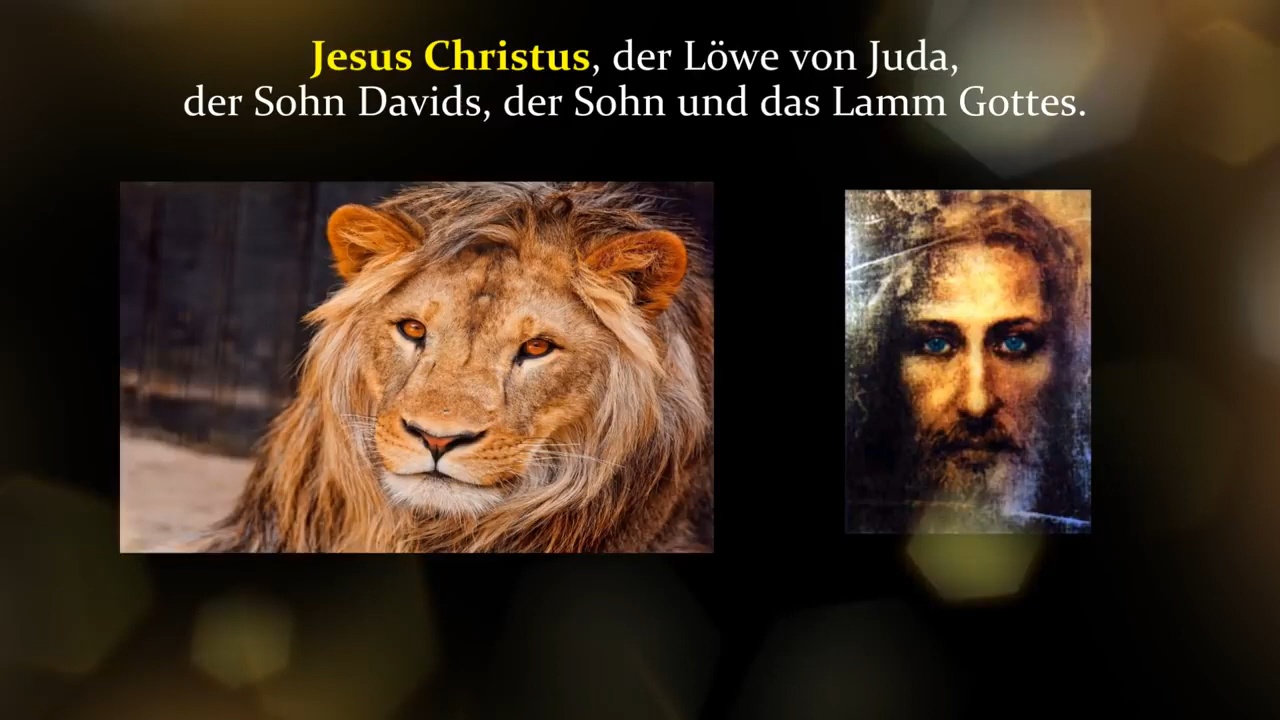 Jesus Christus, der Löwe von Juda,
der Sohn Davids, der Sohn und das Lamm Gottes.